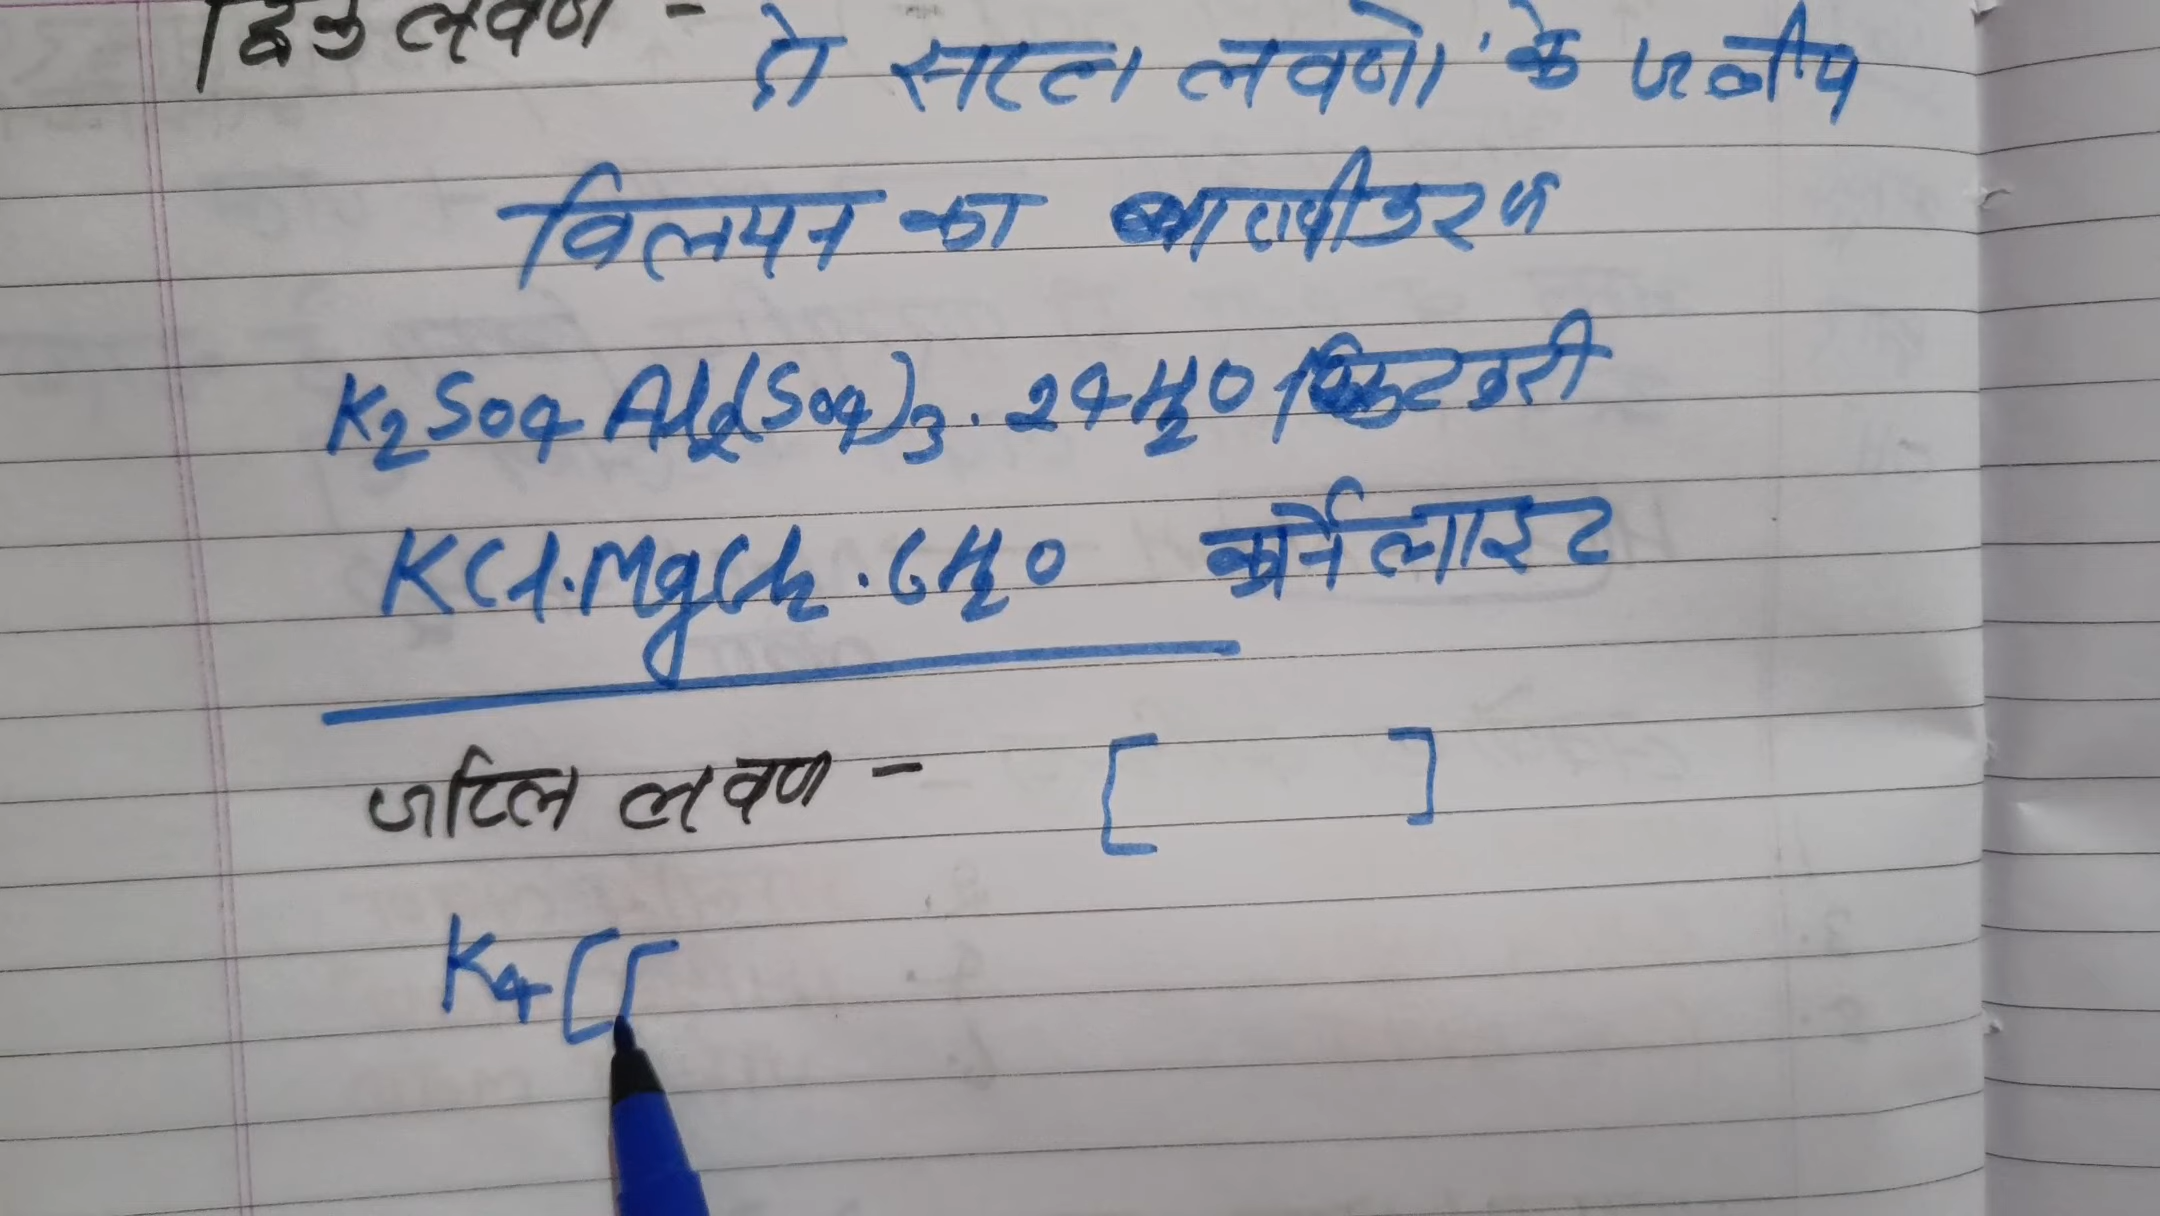 द्विक लवण - दो सरल लवणों के जलीय
विलयन का वाष्पीकरण
K2SO4 Al2(SO4)3 . 24H2O फिटकरी
KCl.MgCl2 . 6H2O कार्नेलाइट
जटिल लवण - [ ]
K4[[